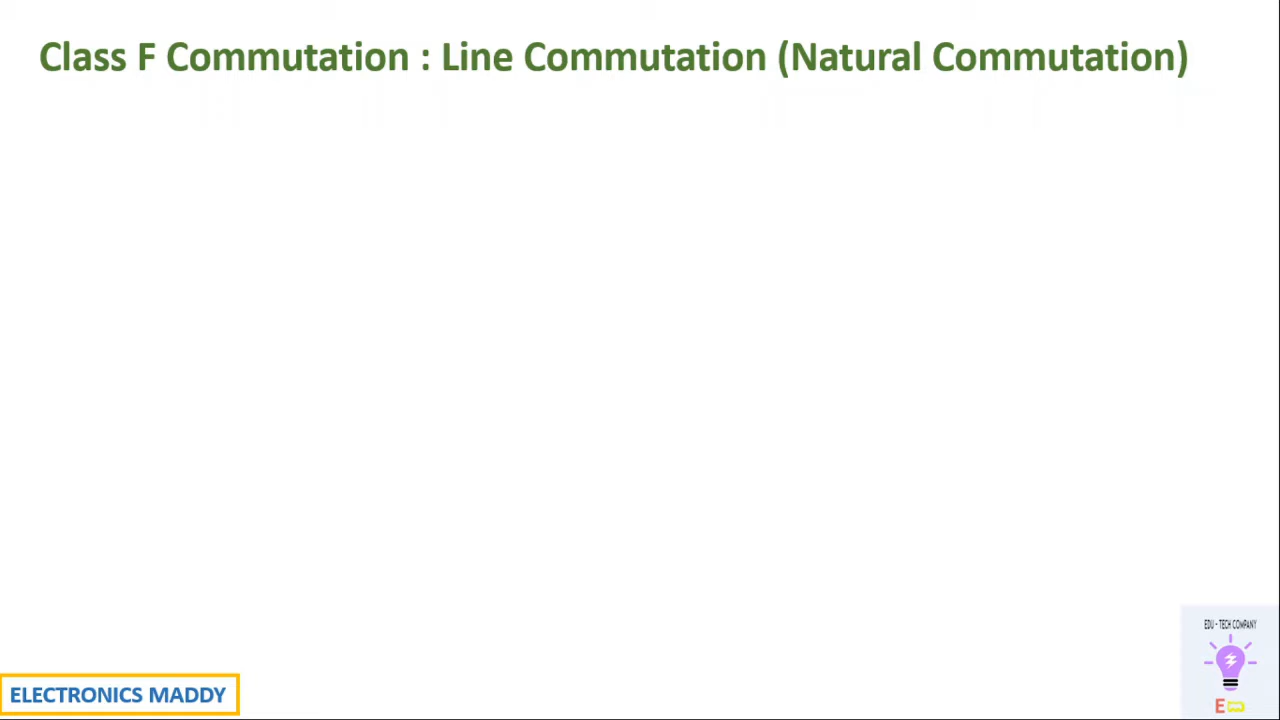 Class F Commutation : Line Commutation (Natural Commutation)
EDU - TECH COMPANY
ELECTRONICS MADDY